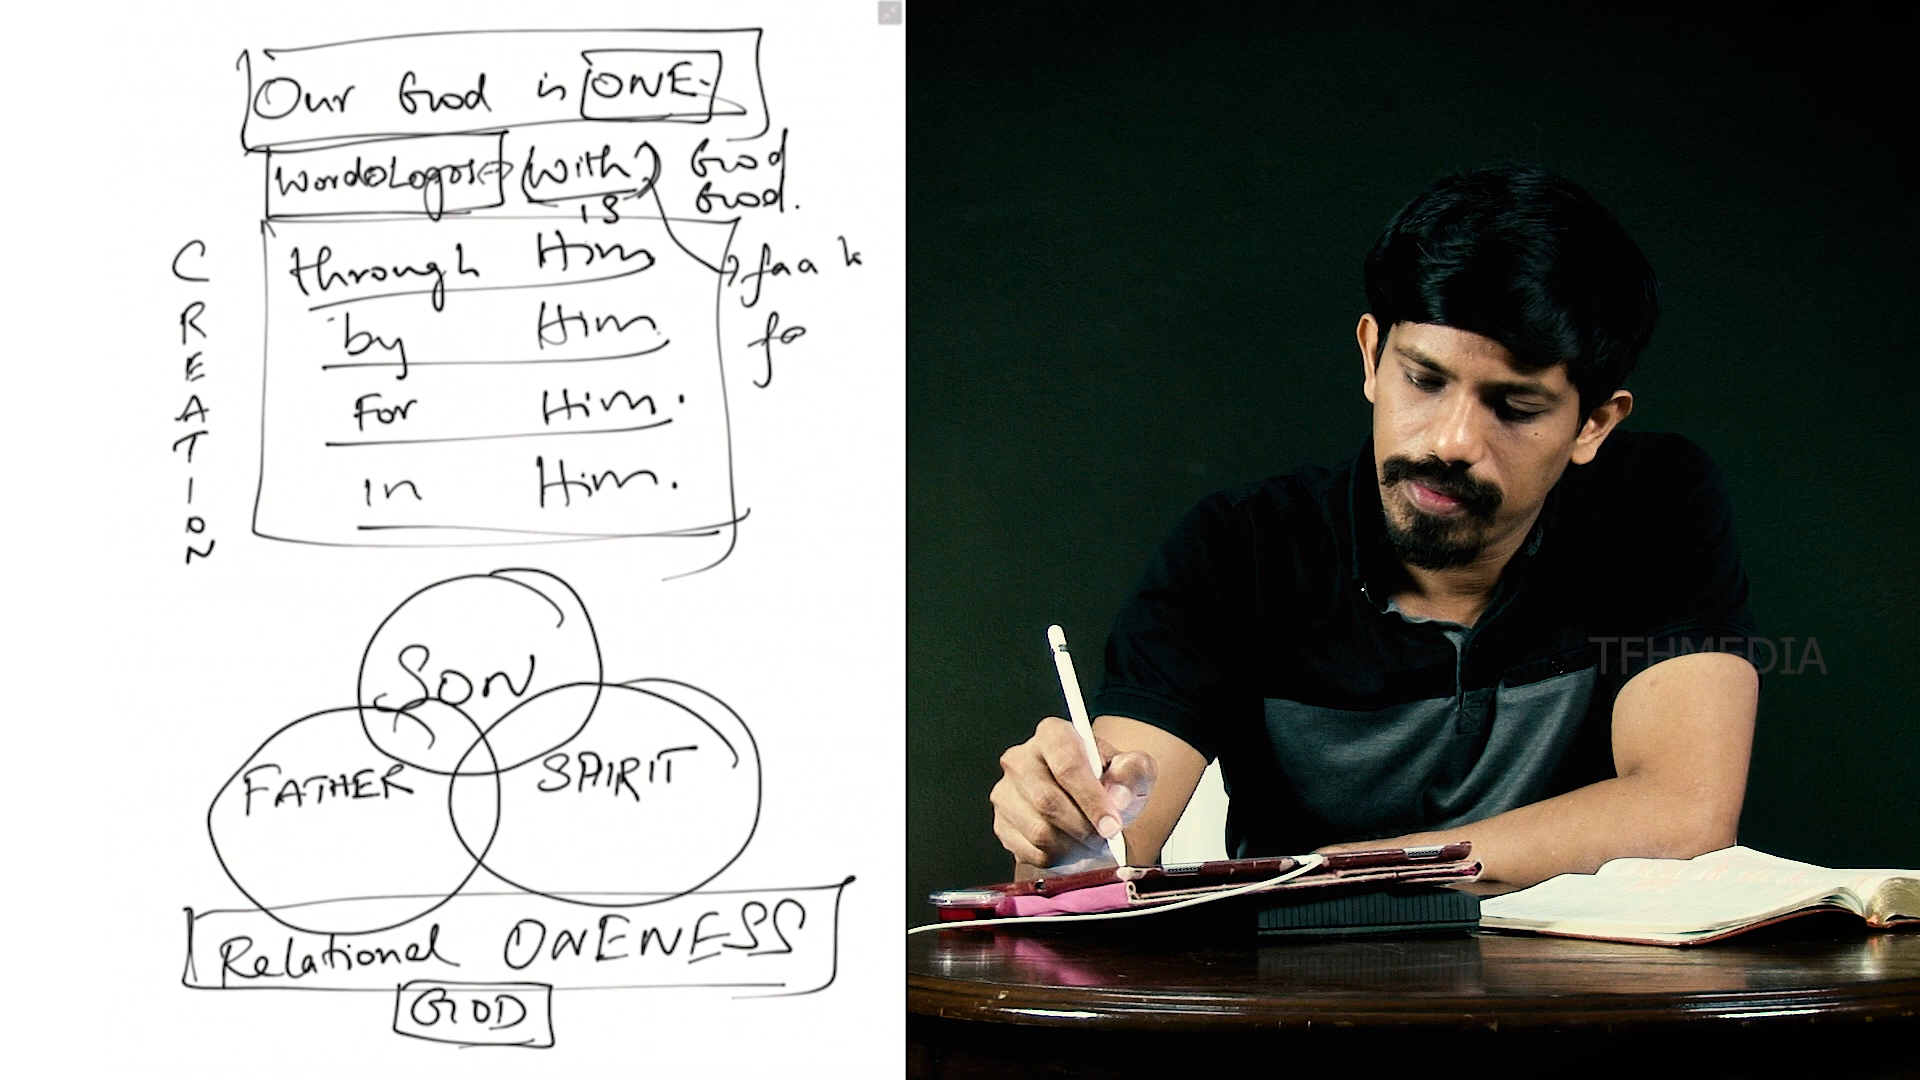 Our God is ONE.
Word Logos (with) God
is God.
CREATION
through Him
by Him
For Him.
in Him.
SON
FATHER
SPIRIT
Relational ONENESS
GOD
TFHMEDIA